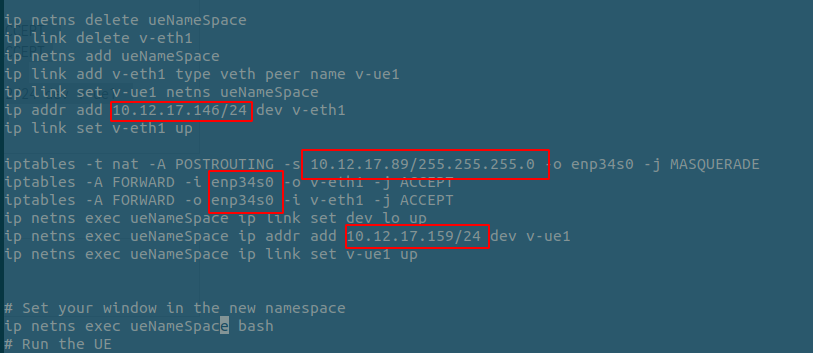 ip netns delete ueNameSpace
ip link delete v-eth1
ip netns add ueNameSpace
ip link add v-eth1 type veth peer name v-ue1
ip link set v-ue1 netns ueNameSpace
ip addr add 10.12.17.146/24 dev v-eth1
ip link set v-eth1 up
iptables -t nat -A POSTROUTING -s 10.12.17.89/255.255.255.0 -o enp34s0 -j MASQUERADE
iptables -A FORWARD -i enp34s0 -o v-eth1 -j ACCEPT
iptables -A FORWARD -o enp34s0 -i v-eth1 -j ACCEPT
ip netns exec ueNameSpace ip link set dev lo up
ip netns exec ueNameSpace ip addr add 10.12.17.159/24 dev v-ue1
ip netns exec ueNameSpace ip link set v-ue1 up
# Set your window in the new namespace
ip netns exec ueNameSpace bash
# Run the UE